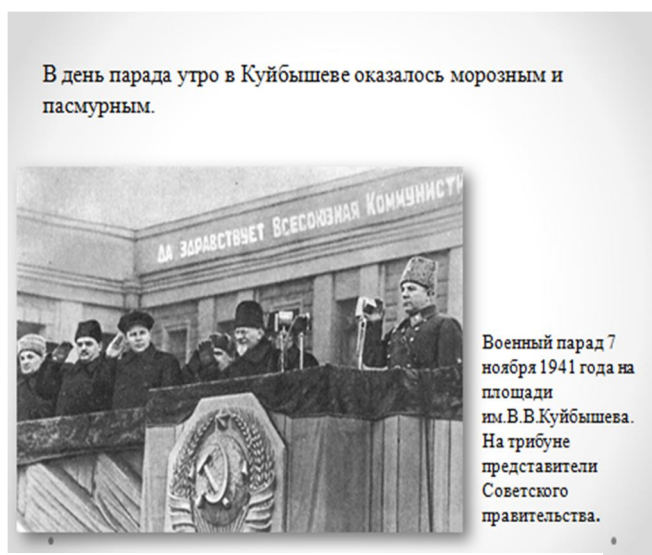 В день парада утро в Куйбышеве оказалось морозным и
пасмурным.
ДА ЗДРАВСТВУЕТ ВСЕСОЮЗНАЯ КОММУНИСТИ
Военный парад 7
ноября 1941 года на
площади
им.В.В.Куйбышева.
На трибуне
представители
Советского
правительства.